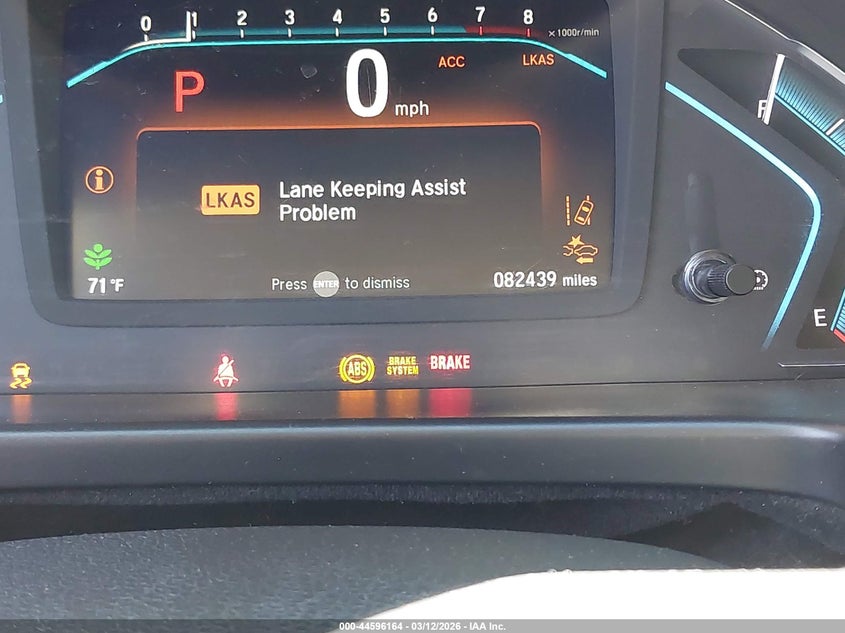 0 1 2 3 4 5 6 7 8
×1000r/min
P 0 mph
ACC
LKAS
F
i
LKAS
Lane Keeping Assist
Problem
71°F
Press ENTER to dismiss
082439 miles
E
ABS
BRAKE
SYSTEM
BRAKE
000-44596164 - 03/12/2026 - IAA Inc.